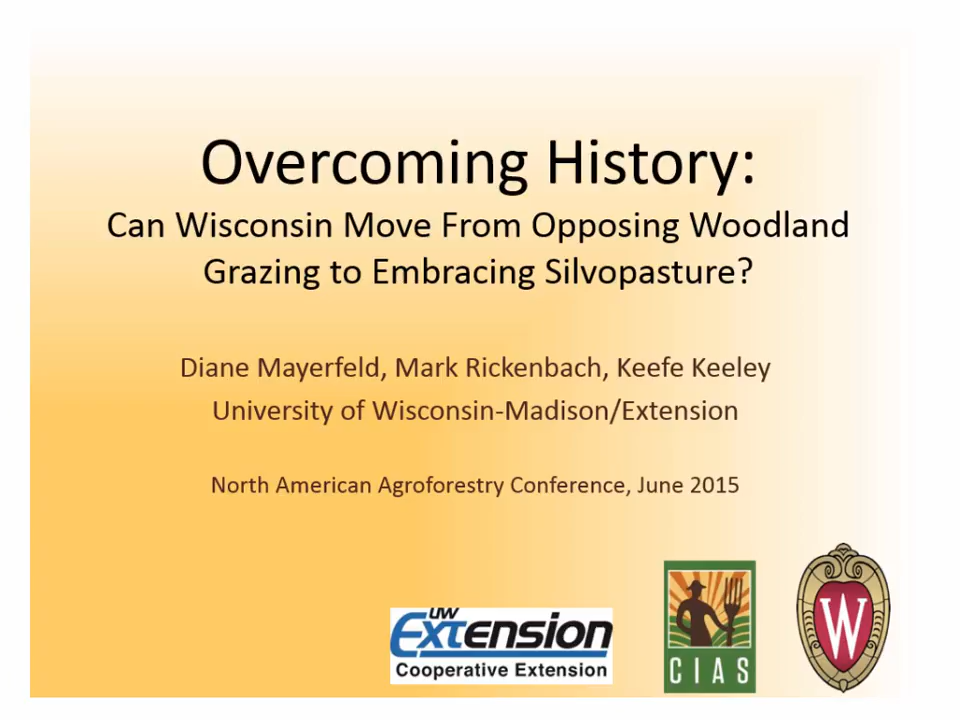 Overcoming History:
Can Wisconsin Move From Opposing Woodland
Grazing to Embracing Silvopasture?
Diane Mayerfeld, Mark Rickenbach, Keefe Keeley
University of Wisconsin-Madison/Extension
North American Agroforestry Conference, June 2015
UW
Extension
Cooperative Extension
CIAS
W